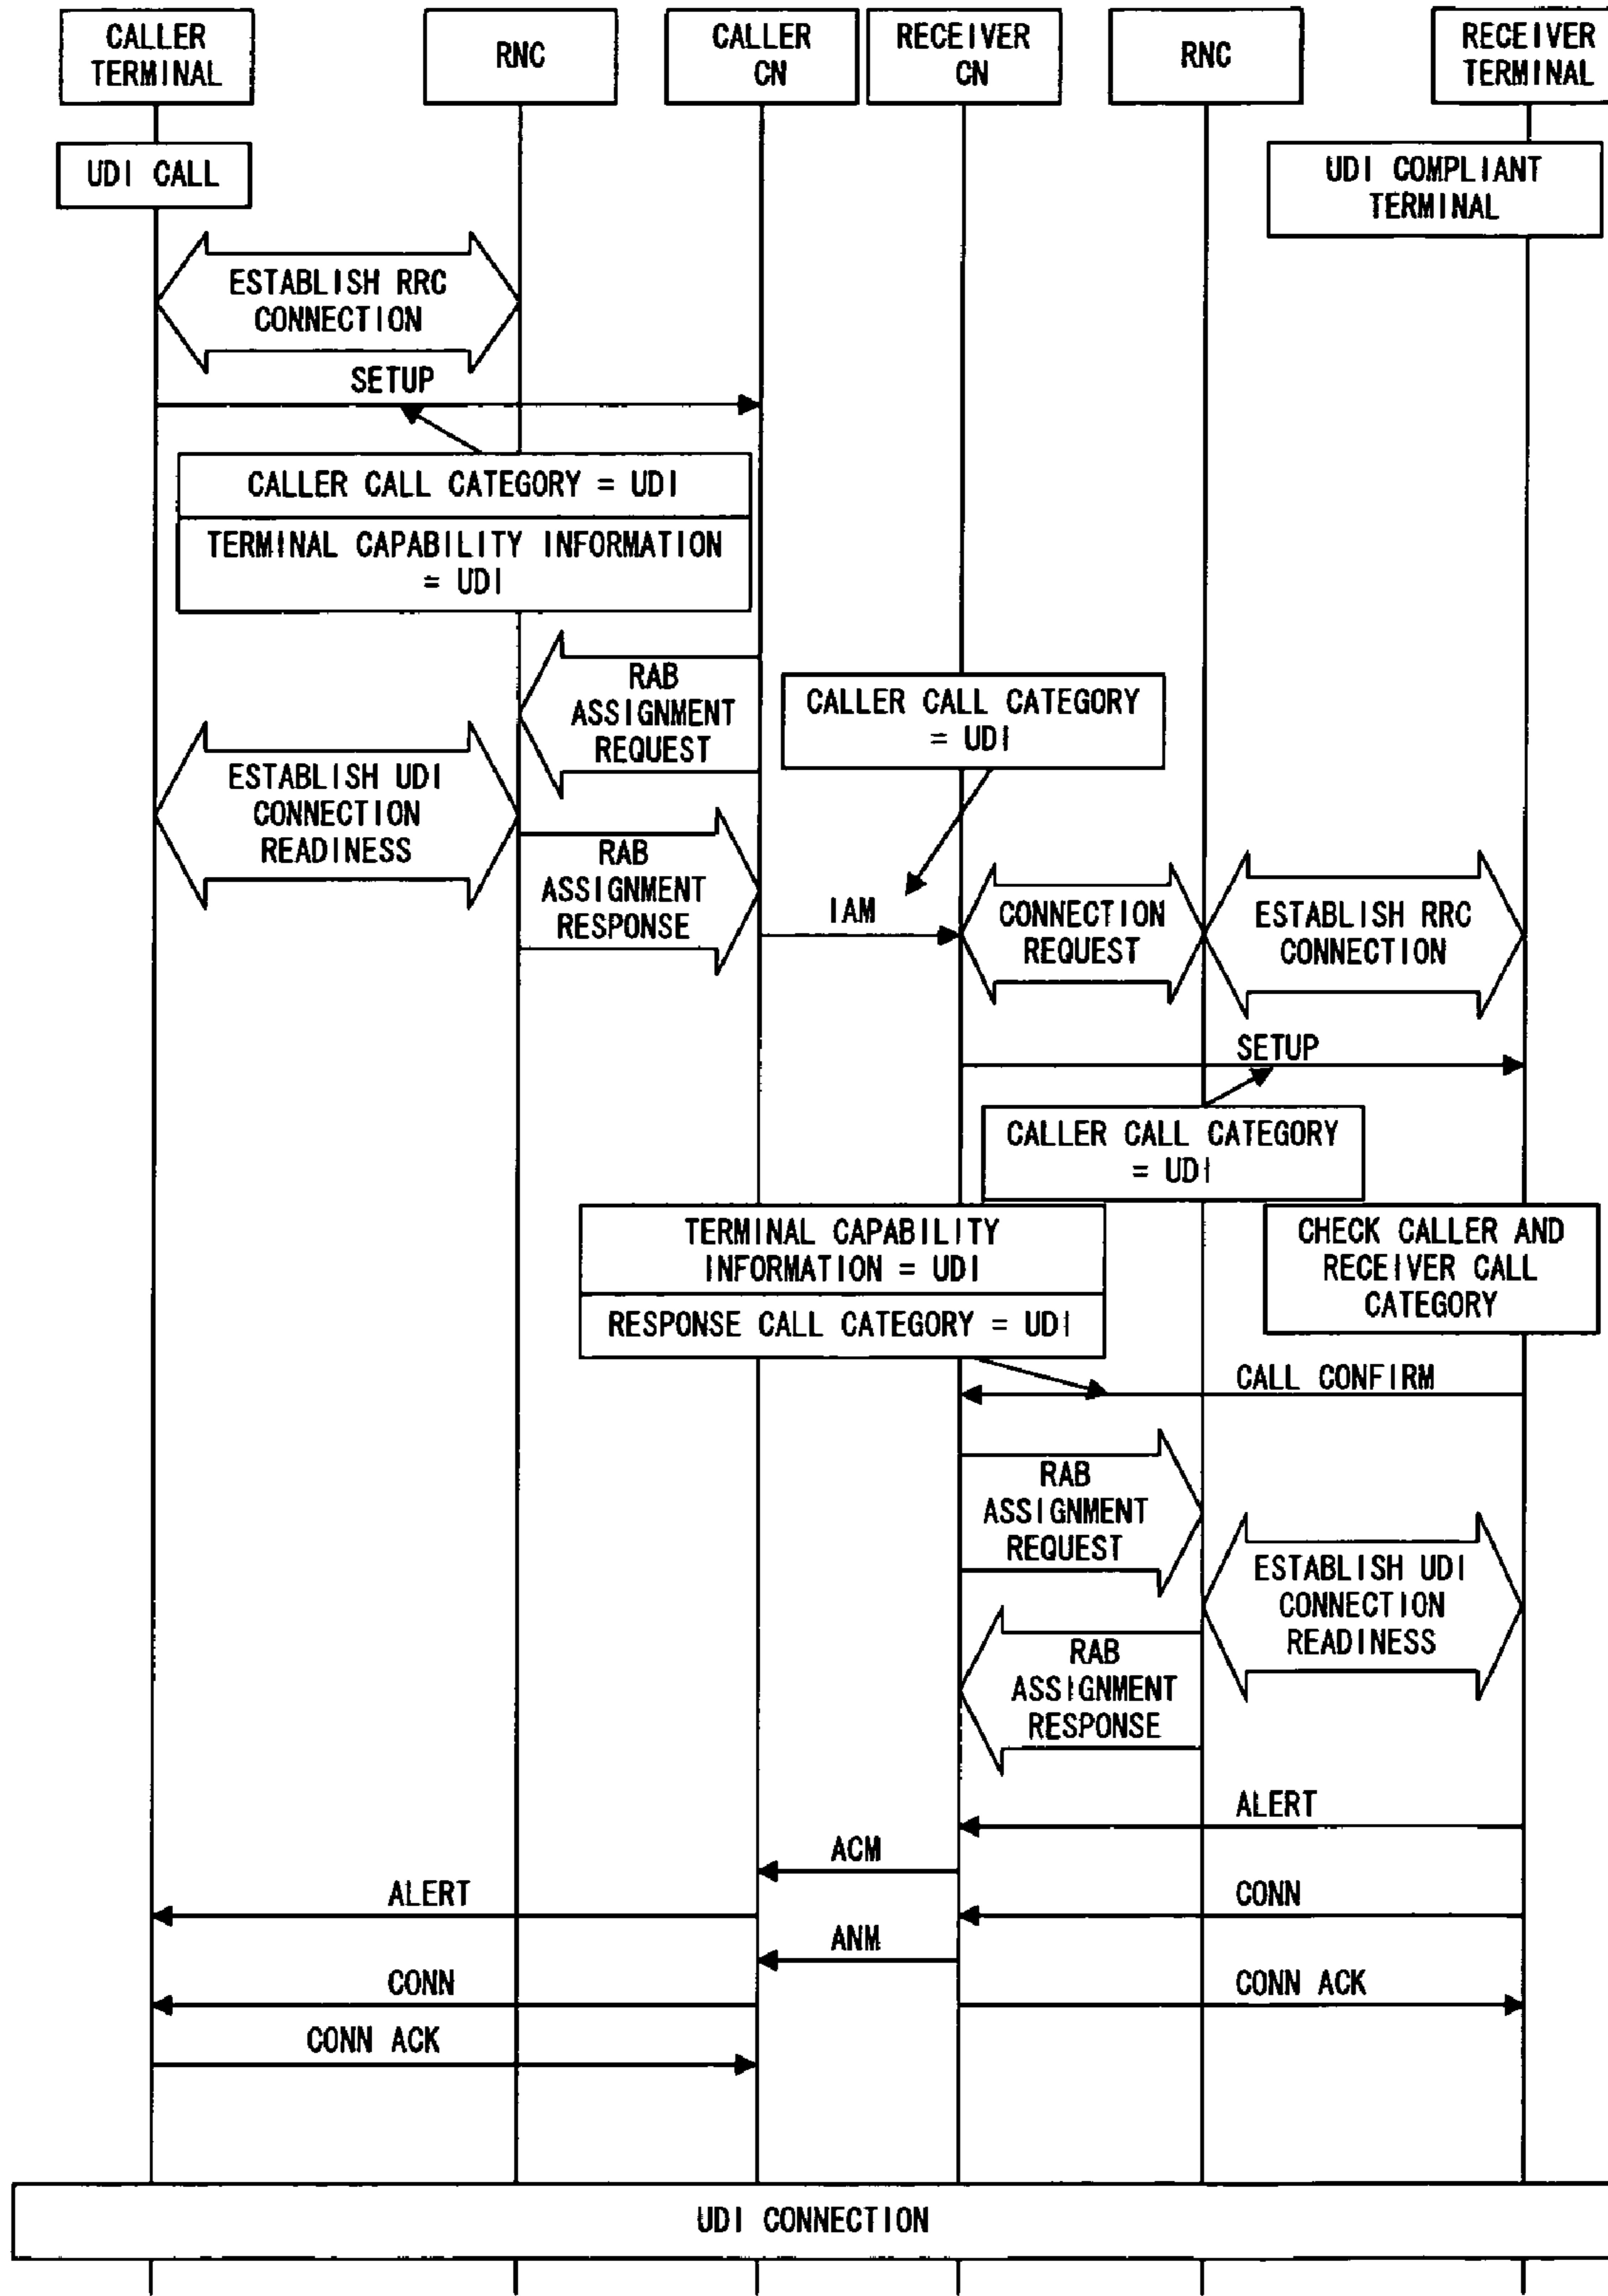 CALLER
TERMINAL
RNC
CALLER
CN
RECEIVER
CN
RNC
RECEIVER
TERMINAL
UDI CALL
UDI COMPLIANT
TERMINAL
ESTABLISH RRC
CONNECTION
SETUP
CALLER CALL CATEGORY = UDI
TERMINAL CAPABILITY INFORMATION
= UDI
RAB
ASSIGNMENT
REQUEST
CALLER CALL CATEGORY
= UDI
ESTABLISH UDI
CONNECTION
READINESS
RAB
ASSIGNMENT
RESPONSE
IAM
CONNECTION
REQUEST
ESTABLISH RRC
CONNECTION
SETUP
CALLER CALL CATEGORY
= UDI
TERMINAL CAPABILITY
INFORMATION = UDI
RESPONSE CALL CATEGORY = UDI
CHECK CALLER AND
RECEIVER CALL
CATEGORY
CALL CONFIRM
RAB
ASSIGNMENT
REQUEST
ESTABLISH UDI
CONNECTION
READINESS
RAB
ASSIGNMENT
RESPONSE
ALERT
ACM
ALERT
CONN
ANM
CONN
CONN ACK
CONN ACK
UDI CONNECTION